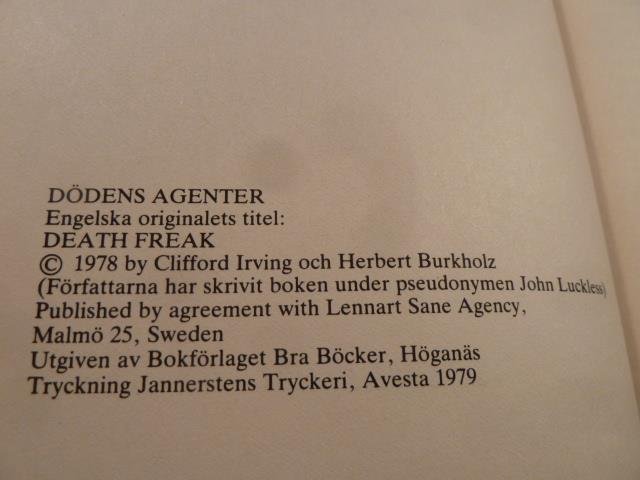 DÖDENS AGENTER
Engelska originalets titel:
DEATH FREAK
© 1978 by Clifford Irving och Herbert Burkholz
(Författarna har skrivit boken under pseudonymen John Luckless)
Published by agreement with Lennart Sane Agency,
Malmö 25, Sweden
Utgiven av Bokförlaget Bra Böcker, Höganäs
Tryckning Jannerstens Tryckeri, Avesta 1979